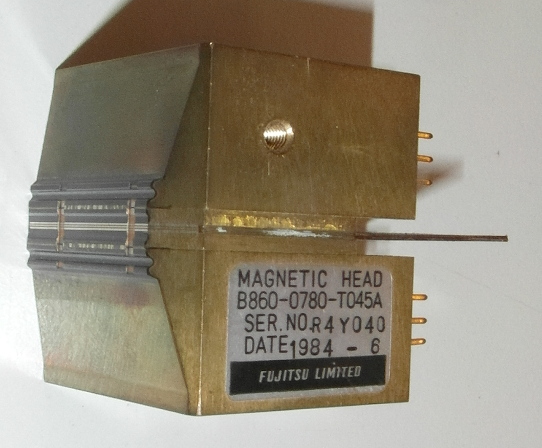 MAGNETIC HEAD
B860-0780-T045A
SER.NO.R4Y040
DATE 1984 - 6
FUJITSU LIMITED